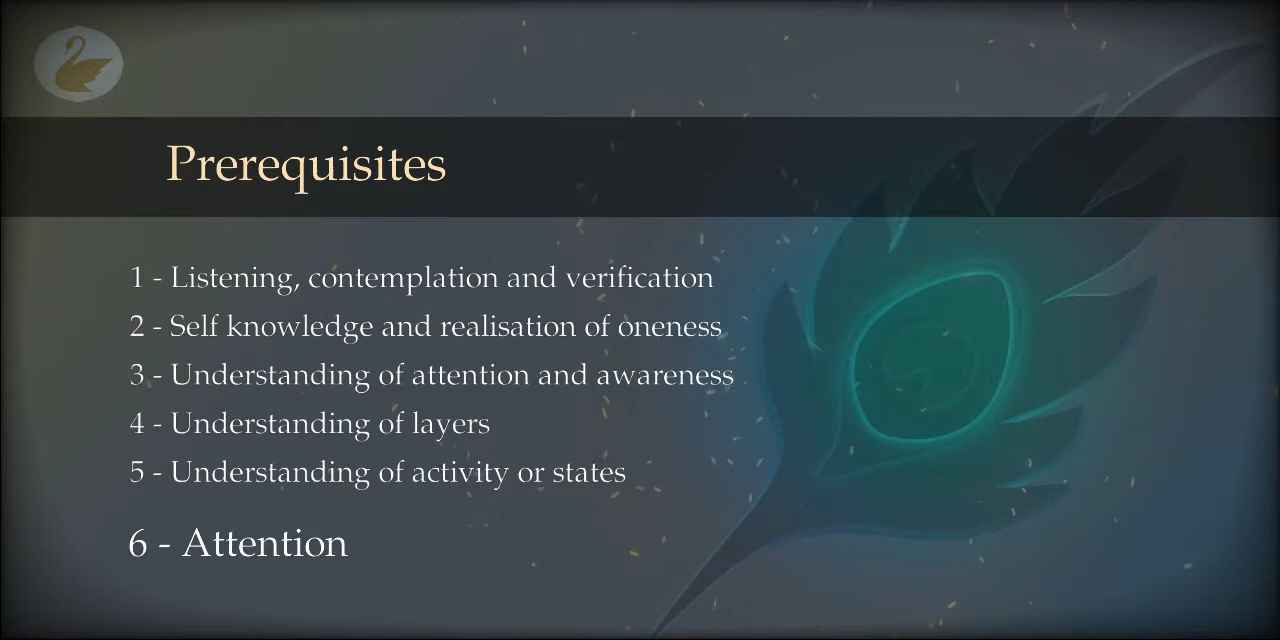 Prerequisites
1 - Listening, contemplation and verification
2 - Self knowledge and realisation of oneness
3 - Understanding of attention and awareness
4 - Understanding of layers
5 - Understanding of activity or states
6 - Attention